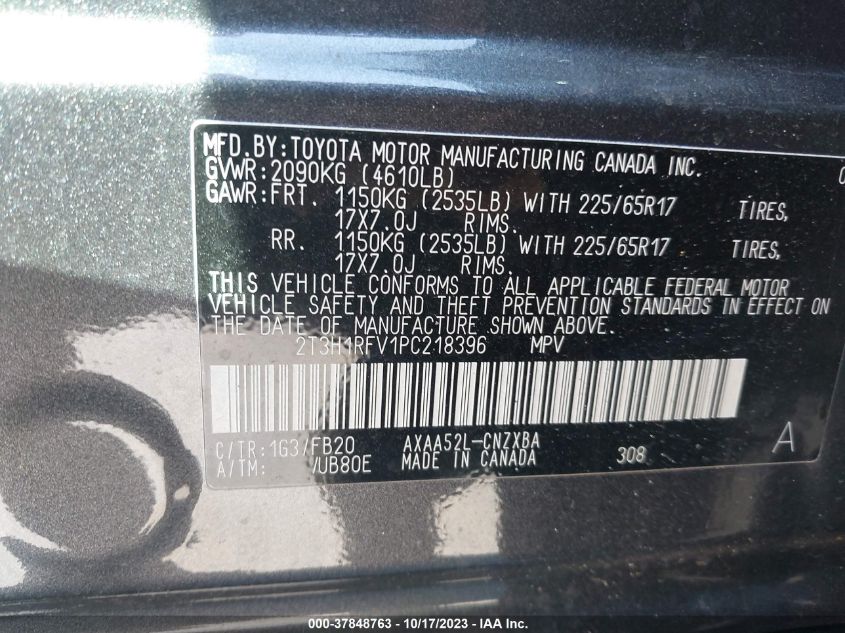 MFD.BY:TOYOTA MOTOR MANUFACTURING CANADA INC.
GVWR:2090KG (4610LB)
GAWR:FRT. 1150KG (2535LB) WITH 225/65R17 TIRES,
17X7.0J RIMS.
RR. 1150KG (2535LB) WITH 225/65R17 TIRES,
17X7.0J RIMS.
THIS VEHICLE CONFORMS TO ALL APPLICABLE FEDERAL MOTOR
VEHICLE SAFETY AND THEFT PREVENTION STANDARDS IN EFFECT ON
THE DATE OF MANUFACTURE SHOWN ABOVE.
2T3H1RFV1PC218396 MPV
C/TR:1G3/FB20 AXAA52L-CNZXBA A
A/TM: /UB80E MADE IN CANADA 308
000-37848763 - 10/17/2023 - IAA Inc.